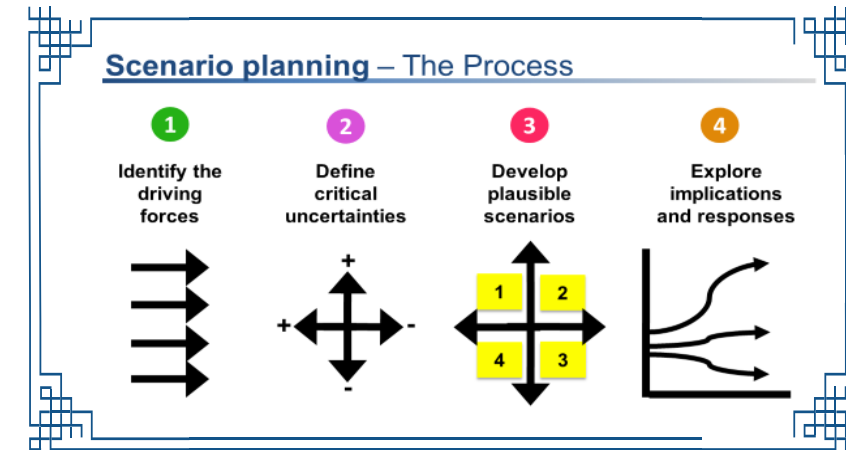 Scenario planning – The Process
1
2
3
4
Identify the
driving
forces
Define
critical
uncertainties
Develop
plausible
scenarios
Explore
implications
and responses
+
+
-
-
1
2
4
3